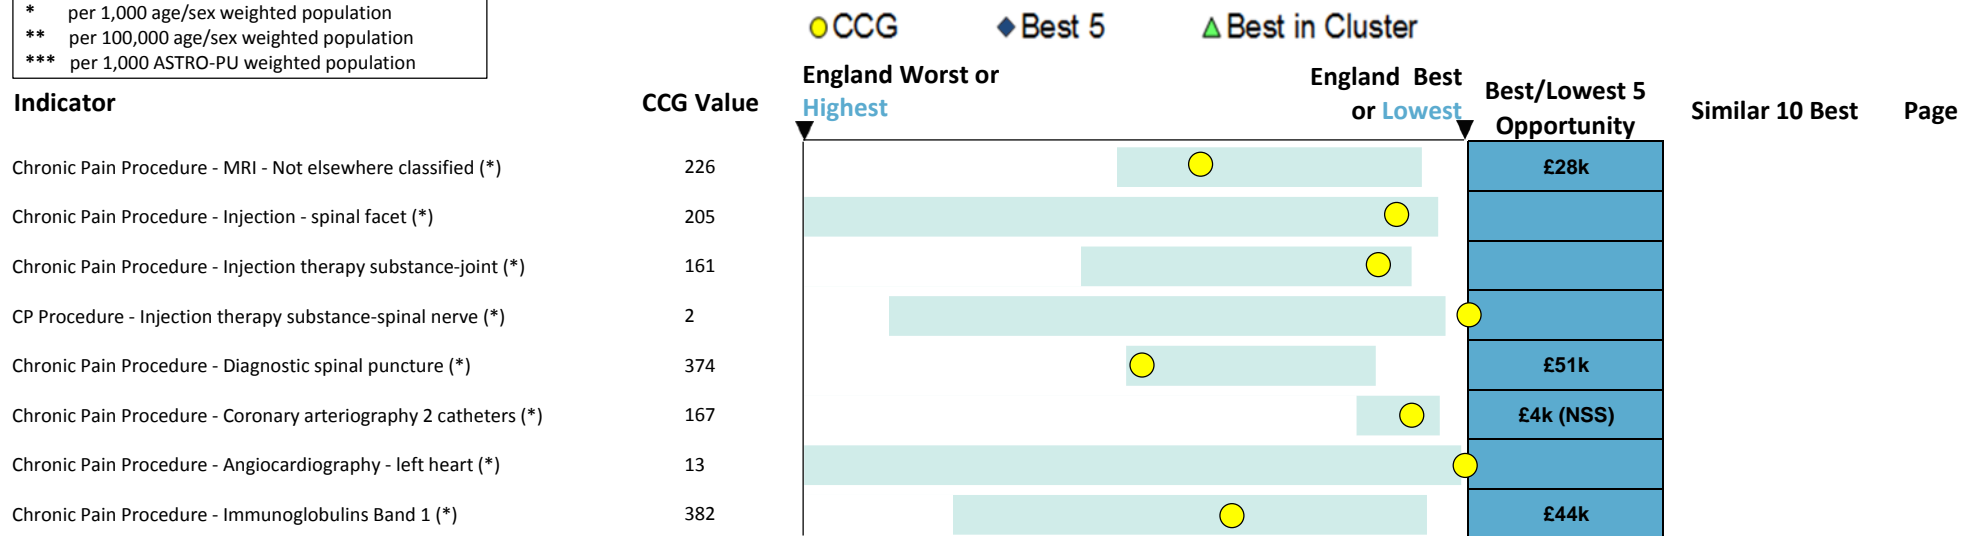 * per 1,000 age/sex weighted population
** per 100,000 age/sex weighted population
*** per 1,000 ASTRO-PU weighted population
CCG Best 5 Best in Cluster
Indicator CCG Value England Worst or Highest England Best or Lowest Best/Lowest 5 Opportunity Similar 10 Best Page
Chronic Pain Procedure - MRI - Not elsewhere classified (*) 226 £28k
Chronic Pain Procedure - Injection - spinal facet (*) 205
Chronic Pain Procedure - Injection therapy substance-joint (*) 161
CP Procedure - Injection therapy substance-spinal nerve (*) 2
Chronic Pain Procedure - Diagnostic spinal puncture (*) 374 £51k
Chronic Pain Procedure - Coronary arteriography 2 catheters (*) 167 £4k (NSS)
Chronic Pain Procedure - Angiocardiography - left heart (*) 13
Chronic Pain Procedure - Immunoglobulins Band 1 (*) 382 £44k